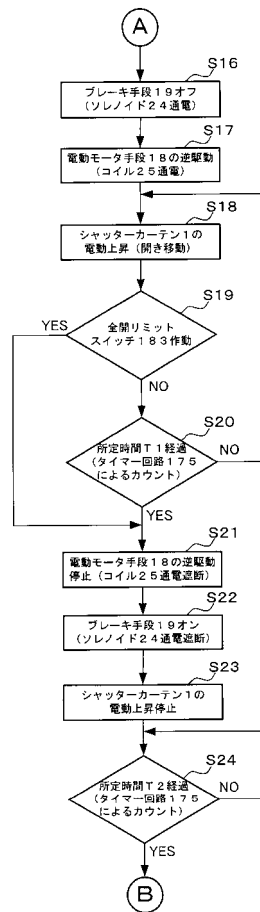 A
S16
ブレーキ手段19オフ
(ソレノイド24通電)
S17
電動モータ手段18の逆駆動
(コイル25通電)
S18
シャッターカーテン1の
電動上昇(開き移動)
S19
YES
全開リミット
スイッチ183作動
NO
S20
所定時間T1経過
(タイマー回路175
によるカウント)
NO
YES
S21
電動モータ手段18の逆駆動
停止(コイル25通電遮断)
S22
ブレーキ手段19オン
(ソレノイド24通電遮断)
S23
シャッターカーテン1の
電動上昇停止
S24
所定時間T2経過
(タイマー回路175
によるカウント)
NO
YES
B